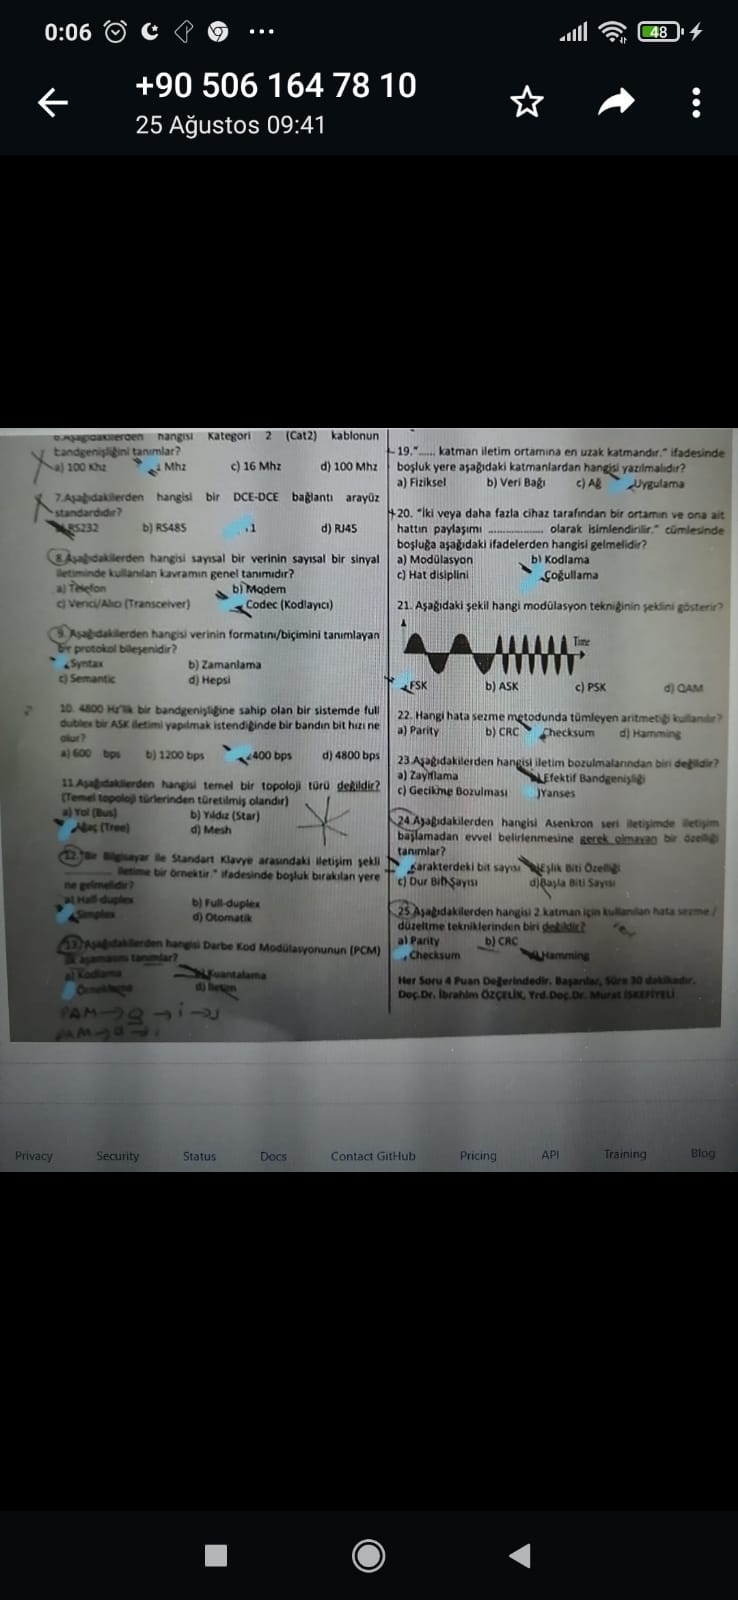 0:06
48
+90 506 164 78 10
25 Ağustos 09:41
hangisi Kategori 2 (Cat2) kablonun
bandgenişliğini tanımlar?
a) 100 Khz Mhz c) 16 Mhz d) 100 Mhz
7.Aşağıdakilerden hangisi bir DCE-DCE bağlantı arayüz
standardıdır?
RS232 b) RS485 .1 d) RJ45
8.Aşağıdakilerden hangisi sayısal bir verinin sayısal bir sinyal
iletiminde kullanılan kavramın genel tanımıdır?
a) Telefon b) Modem
c) Verici/Alıcı (Transceiver) Codec (Kodlayıcı)
9. Aşağıdakilerden hangisi verinin formatını/biçimini tanımlayan
bir protokol bileşenidir?
Syntax b) Zamanlama
c) Semantic d) Hepsi
10. 4800 Hz'lik bir bandgenişliğine sahip olan bir sistemde full
dublex bir ASK iletimi yapılmak istendiğinde bir bandın bit hızı ne
olur?
a) 600 bps b) 1200 bps 2400 bps d) 4800 bps
11.Aşağıdakilerden hangisi temel bir topoloji türü değildir?
(Temel topoloji türlerinden türetilmiş olandır)
a) Yol (Bus) b) Yıldız (Star)
Ağaç (Tree) d) Mesh
12."Bir Bilgisayar ile Standart Klavye arasındaki iletişim şekli
............ iletime bir örnektir." ifadesinde boşluk bırakılan yere
ne gelmelidir?
a) Half-duplex b) Full-duplex
Simplex d) Otomatik
13.Aşağıdakilerden hangisi Darbe Kod Modülasyonunun (PCM)
ilk aşamasını tanımlar?
a) Kodlama Kuantalama
Örnekleme d) İletim
PAM
PAM
19."...... katman iletim ortamına en uzak katmandır." ifadesinde
boşluk yere aşağıdaki katmanlardan hangisi yazılmalıdır?
a) Fiziksel b) Veri Bağı c) Ağ Uygulama
20. "İki veya daha fazla cihaz tarafından bir ortamın ve ona ait
hattın paylaşımı .................. olarak isimlendirilir." cümlesinde
boşluğa aşağıdaki ifadelerden hangisi gelmelidir?
a) Modülasyon b) Kodlama
c) Hat disiplini Çoğullama
21. Aşağıdaki şekil hangi modülasyon tekniğinin şeklini gösterir?
Time
FSK b) ASK c) PSK d) QAM
22. Hangi hata sezme metodunda tümleyen aritmetiği kullanılır?
a) Parity b) CRC Checksum d) Hamming
23.Aşağıdakilerden hangisi iletim bozulmalarından biri değildir?
a) Zayıflama Efektif Bandgenişliği
c) Gecikme Bozulması )Yanses
24.Aşağıdakilerden hangisi Asenkron seri iletişimde iletişim
başlamadan evvel belirlenmesine gerek olmayan bir özelliği
tanımlar?
Karakterdeki bit sayısı Eşlik Biti Özelliği
c) Dur Biti Sayısı d)Başla Biti Sayısı
25.Aşağıdakilerden hangisi 2.katman için kullanılan hata sezme /
düzeltme tekniklerinden biri değildir?
a) Parity b) CRC
Checksum Hamming
Her Soru 4 Puan Değerindedir. Başarılar, Süre 30 dakikadır.
Doç.Dr. İbrahim ÖZÇELİK, Yrd.Doç.Dr. Murat İSKEFİYELİ
Privacy Security Status Docs Contact GitHub Pricing API Training Blog